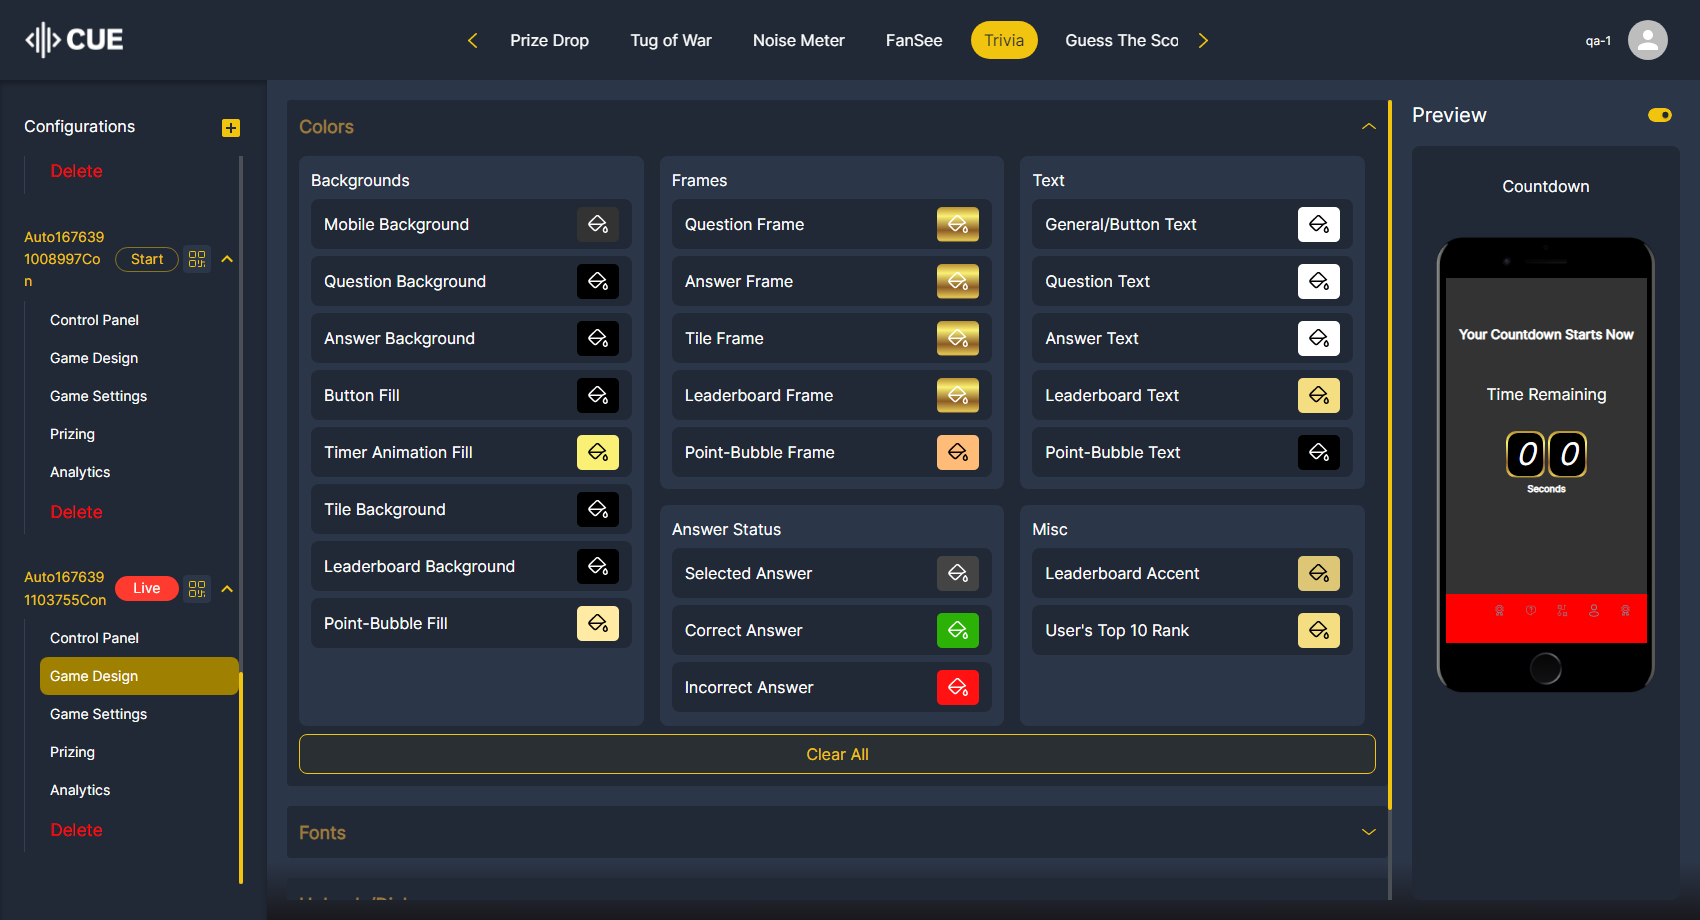 CUE
Prize Drop
Tug of War
Noise Meter
FanSee
Trivia
Guess The Sco
qa-1
Configurations
Delete
Auto167639
1008997Co
n
Start
Control Panel
Game Design
Game Settings
Prizing
Analytics
Delete
Auto167639
1103755Con
Live
Control Panel
Game Design
Game Settings
Prizing
Analytics
Delete
Colors
Backgrounds
Mobile Background
Question Background
Answer Background
Button Fill
Timer Animation Fill
Tile Background
Leaderboard Background
Point-Bubble Fill
Frames
Question Frame
Answer Frame
Tile Frame
Leaderboard Frame
Point-Bubble Frame
Text
General/Button Text
Question Text
Answer Text
Leaderboard Text
Point-Bubble Text
Answer Status
Selected Answer
Correct Answer
Incorrect Answer
Misc
Leaderboard Accent
User's Top 10 Rank
Clear All
Fonts
Preview
Countdown
Your Countdown Starts Now
Time Remaining
0 0
Seconds